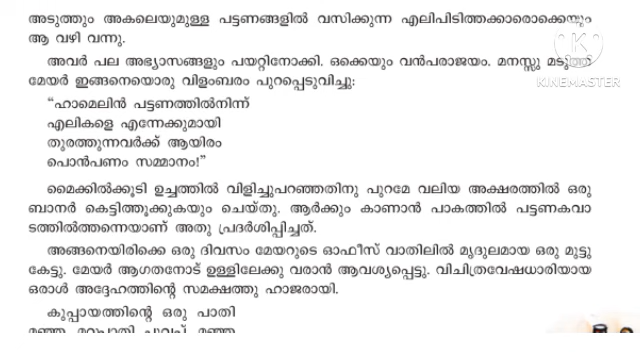 അടുത്തും അകലെയുമുള്ള പട്ടണങ്ങളിൽ വസിക്കുന്ന എലിപിടിത്തക്കാരൊക്കെയും
ആ വഴി വന്നു.
അവർ പല അഭ്യാസങ്ങളും പയറ്റിനോക്കി. ഒക്കെയും വൻപരാജയം. മനസ്സു മടുത്ത്
മേയർ ഇങ്ങനെയൊരു വിളംബരം പുറപ്പെടുവിച്ചു:
“ഹാമെലിൻ പട്ടണത്തിൽനിന്ന്
എലികളെ എന്നേക്കുമായി
തുരത്തുന്നവർക്ക് ആയിരം
പൊൻപണം സമ്മാനം!”
മൈക്കിൽക്കൂടി ഉച്ചത്തിൽ വിളിച്ചുപറഞ്ഞതിനു പുറമേ വലിയ അക്ഷരത്തിൽ ഒരു
ബാനർ കെട്ടിത്തൂക്കുകയും ചെയ്തു. ആർക്കും കാണാൻ പാകത്തിൽ പട്ടണകവാ
ടത്തിൽത്തന്നെയാണ് അതു പ്രദർശിപ്പിച്ചത്.
അങ്ങനെയിരിക്കെ ഒരു ദിവസം മേയറുടെ ഓഫീസ് വാതിലിൽ മൃദുലമായ ഒരു മുട്ടു
കേട്ടു. മേയർ ആഗതനോട് ഉള്ളിലേക്കു വരാൻ ആവശ്യപ്പെട്ടു. വിചിത്രവേഷധാരിയായ
ഒരാൾ അദ്ദേഹത്തിന്റെ സമക്ഷത്തു ഹാജരായി.
കുപ്പായത്തിന്റെ ഒരു പാതി
മഞ്ഞ മറുപാതി ചുവപ്പ് മഞ്ഞ
KINEMASTER